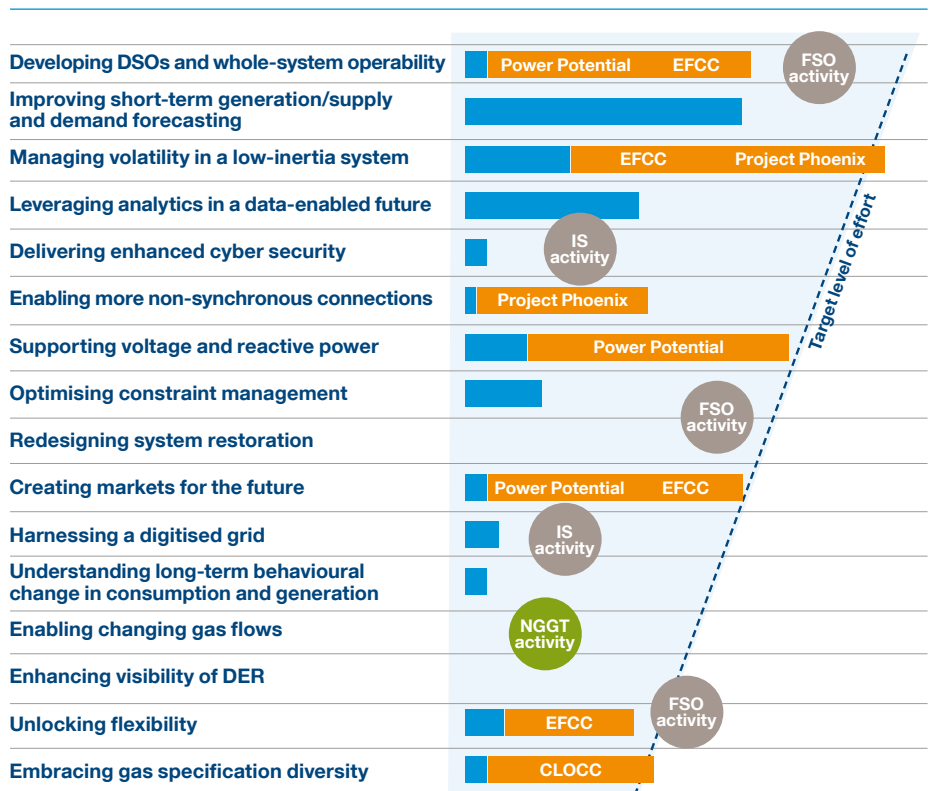 Developing DSOs and whole-system operability
Power Potential
EFCC
FSO
activity
Improving short-term generation/supply
and demand forecasting
Managing volatility in a low-inertia system
EFCC
Project Phoenix
Leveraging analytics in a data-enabled future
Delivering enhanced cyber security
IS
activity
Enabling more non-synchronous connections
Project Phoenix
Target level of effort
Supporting voltage and reactive power
Power Potential
Optimising constraint management
FSO
activity
Redesigning system restoration
Creating markets for the future
Power Potential
EFCC
Harnessing a digitised grid
IS
activity
Understanding long-term behavioural
change in consumption and generation
Enabling changing gas flows
NGGT
activity
Enhancing visibility of DER
FSO
activity
Unlocking flexibility
EFCC
Embracing gas specification diversity
CLOCC